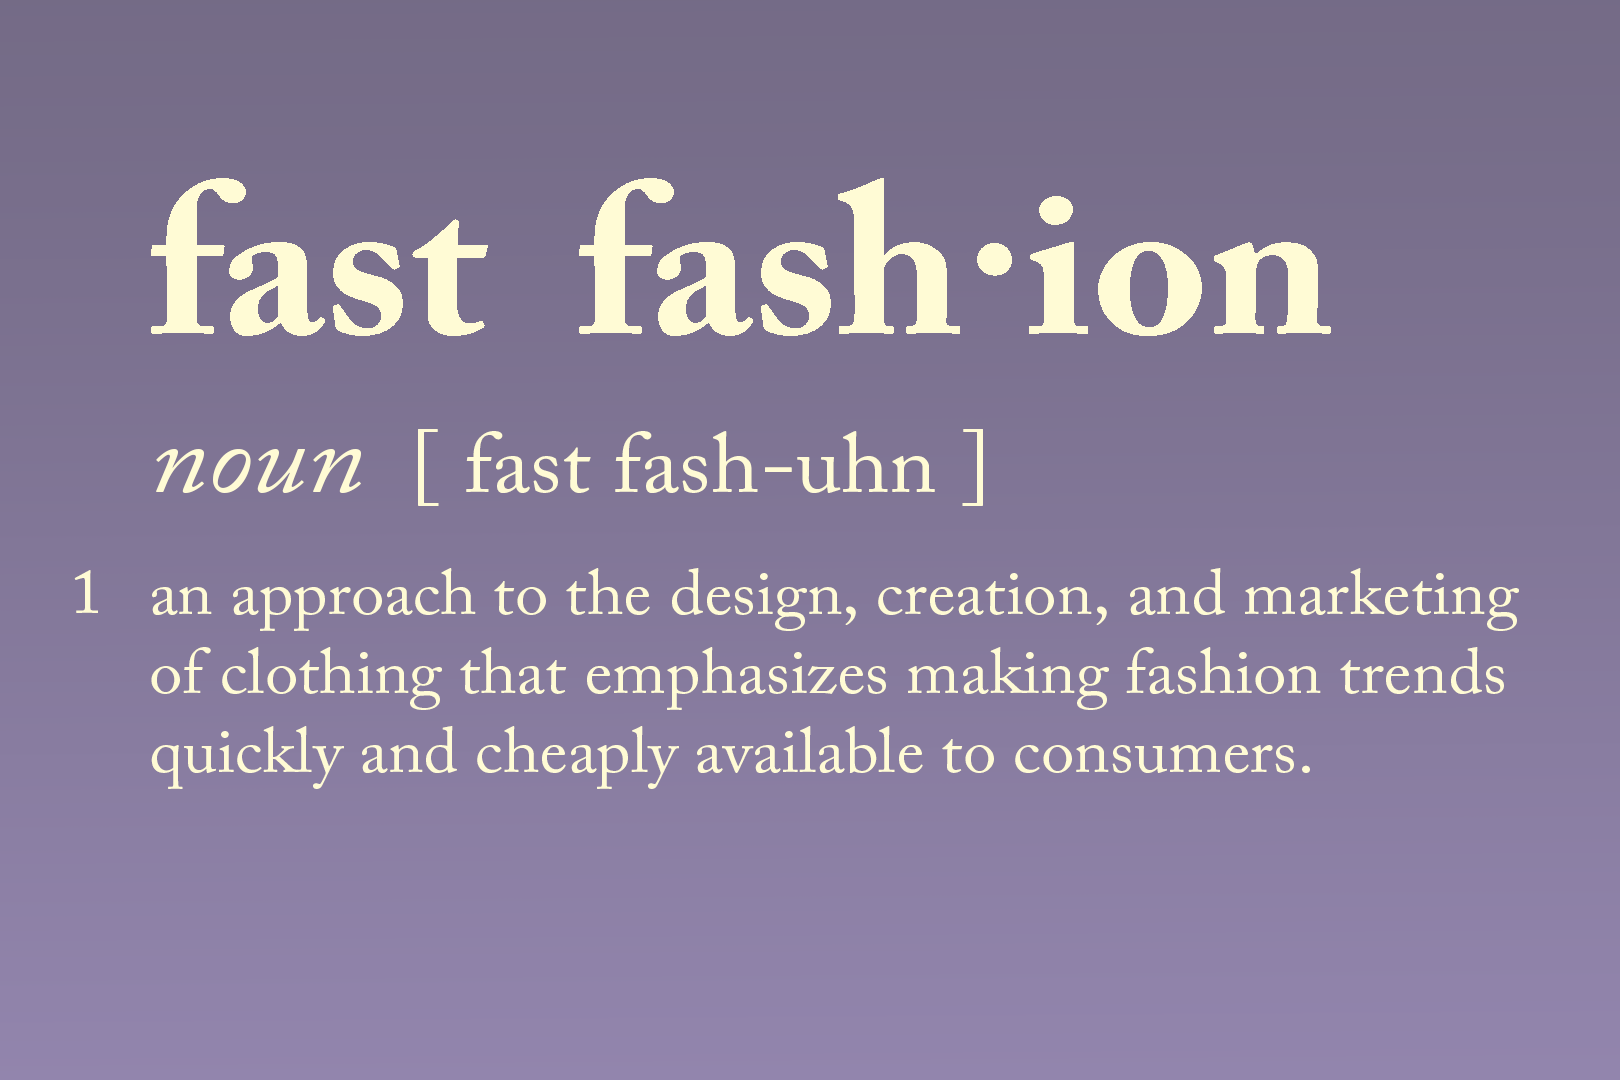 fast fash·ion
noun [ fast fash-uhn ]
1 an approach to the design, creation, and marketing
of clothing that emphasizes making fashion trends
quickly and cheaply available to consumers.